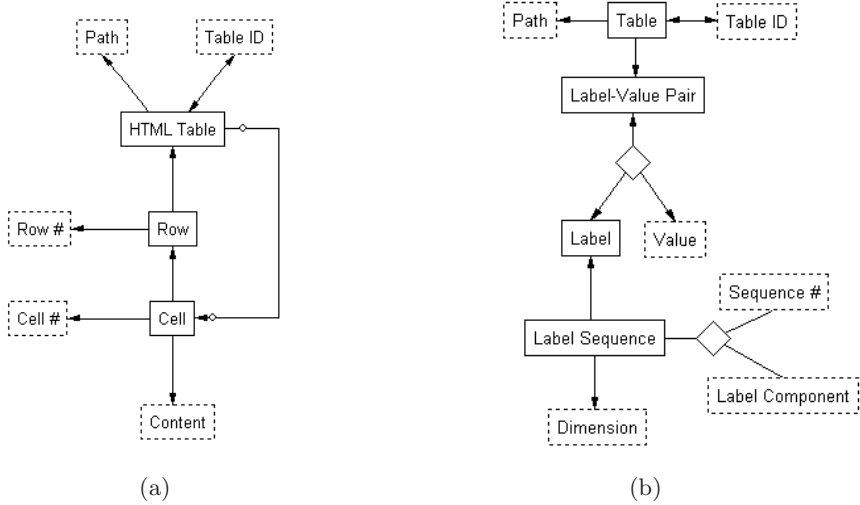 Path
Table ID
HTML Table
Row #
Row
Cell #
Cell
Content
(a)
Path
Table
Table ID
Label-Value Pair
Label
Value
Sequence #
Label Sequence
Label Component
Dimension
(b)